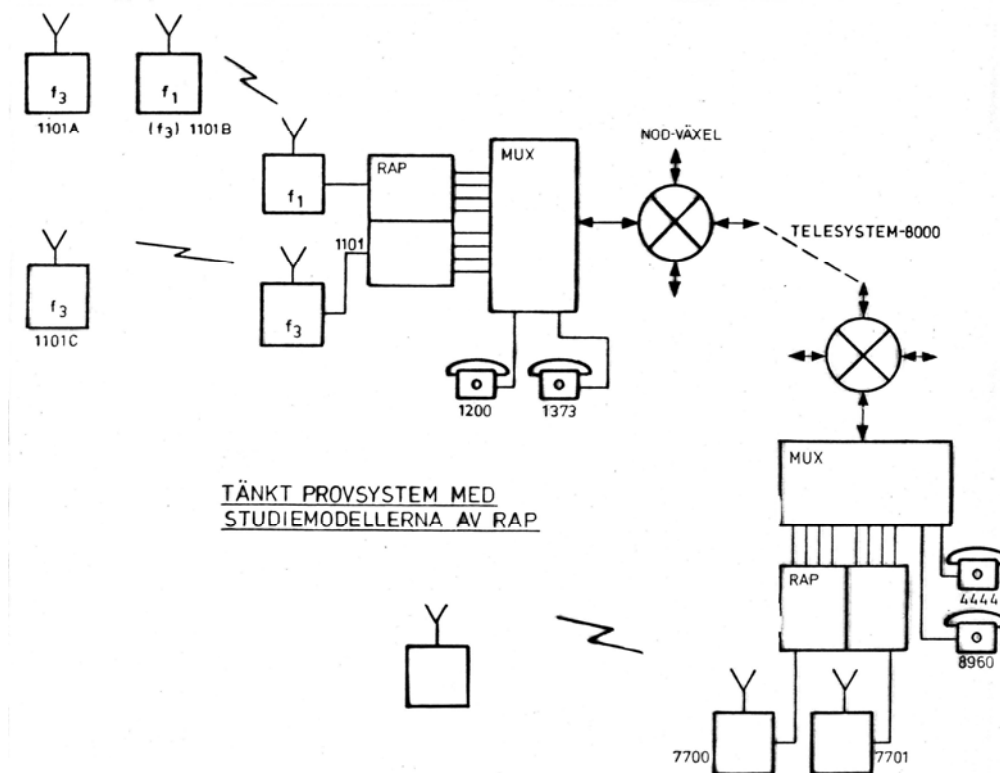 f3
f1
1101A
(f3) 1101B
NOD-VÄXEL
MUX
RAP
f1
1101
TELESYSTEM-8000
f3
1101C
f3
1200
1373
MUX
TÄNKT PROVSYSTEM MED
STUDIEMODELLERNA AV RAP
RAP
4444
8960
7700
7701